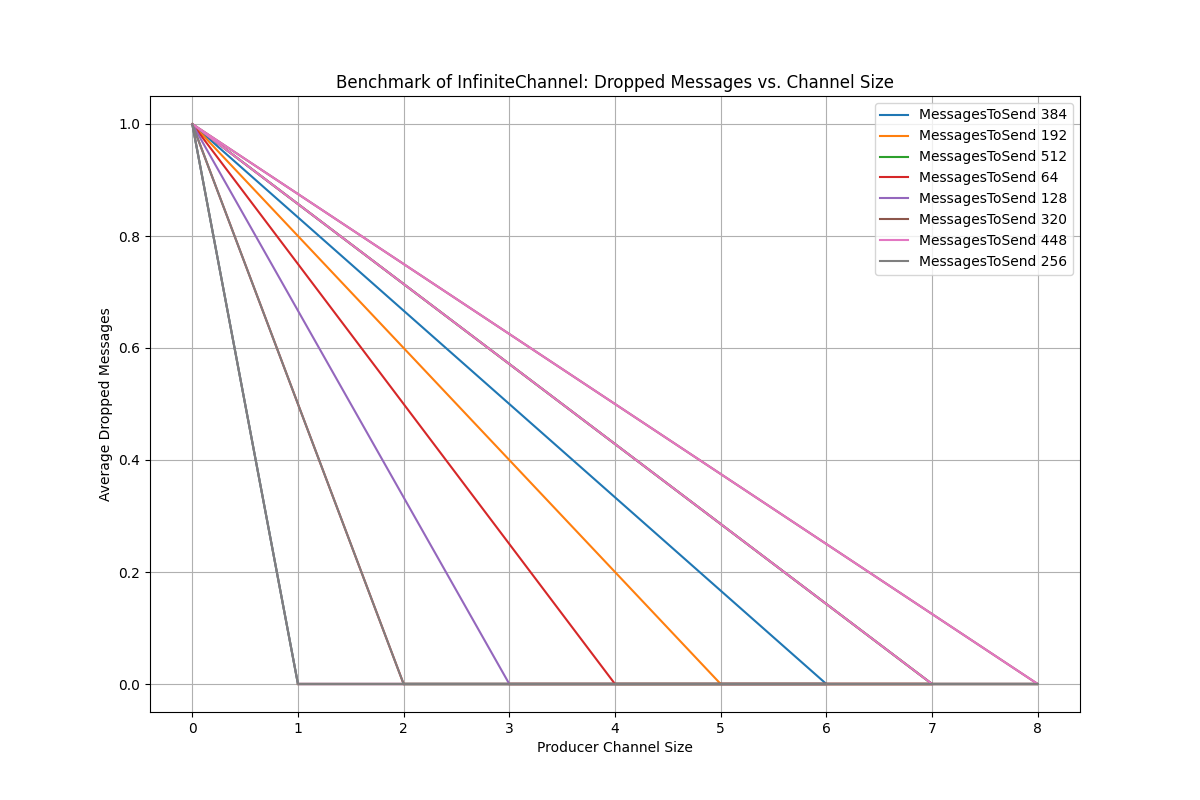 Benchmark of InfiniteChannel: Dropped Messages vs. Channel Size
MessagesToSend 384
MessagesToSend 192
MessagesToSend 512
MessagesToSend 64
MessagesToSend 128
MessagesToSend 320
MessagesToSend 448
MessagesToSend 256
Average Dropped Messages
1.0
0.8
0.6
0.4
0.2
0.0
0 1 2 3 4 5 6 7 8
Producer Channel Size